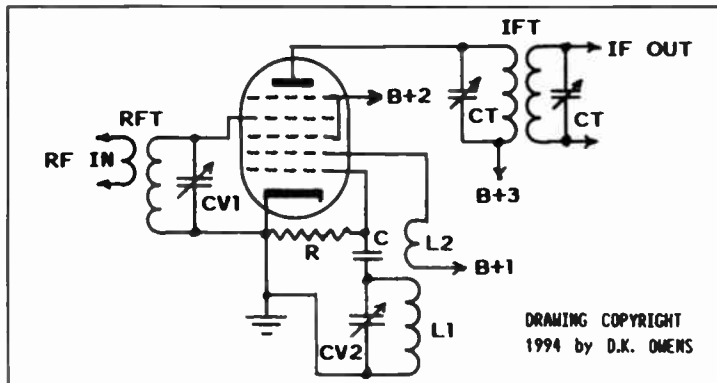 IFT
IF OUT
B+2
CT
CT
RFT
RF IN
CV1
B+3
R
C
L2
B+1
CV2
L1
DRAWING COPYRIGHT
1994 by D.K. OWENS